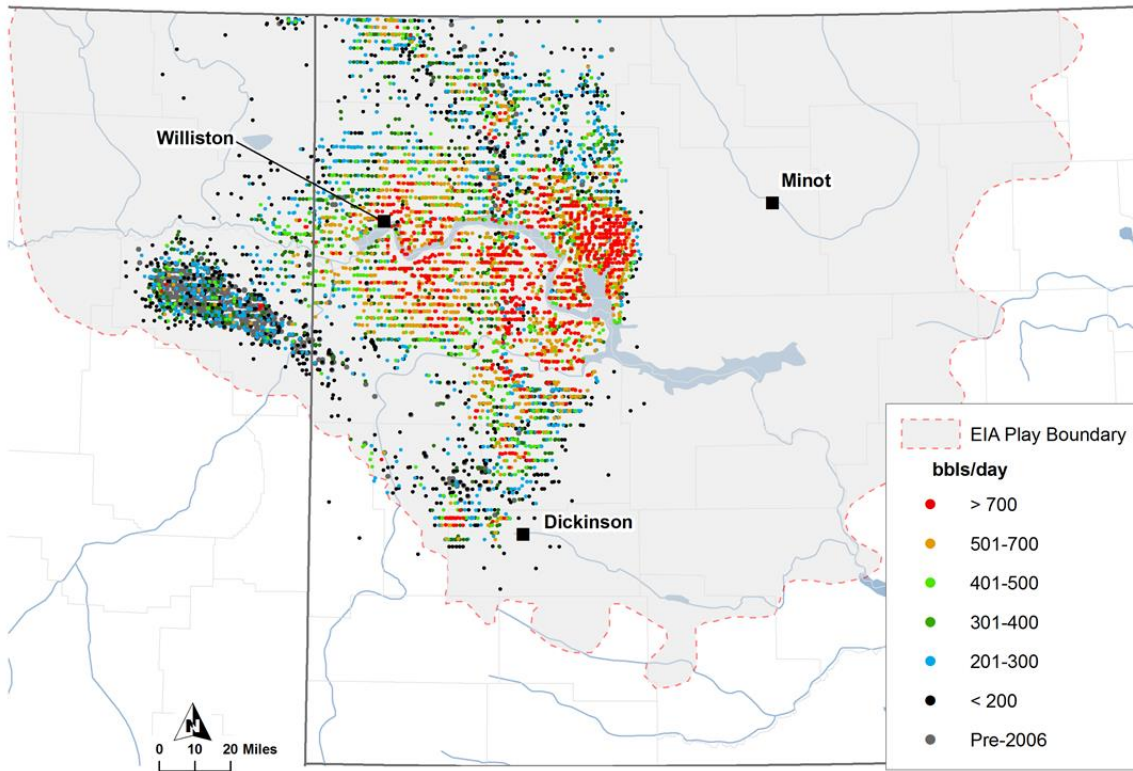 Williston
Minot
Dickinson
EIA Play Boundary
bbls/day
> 700
501-700
401-500
301-400
201-300
< 200
Pre-2006
N
0 10 20 Miles